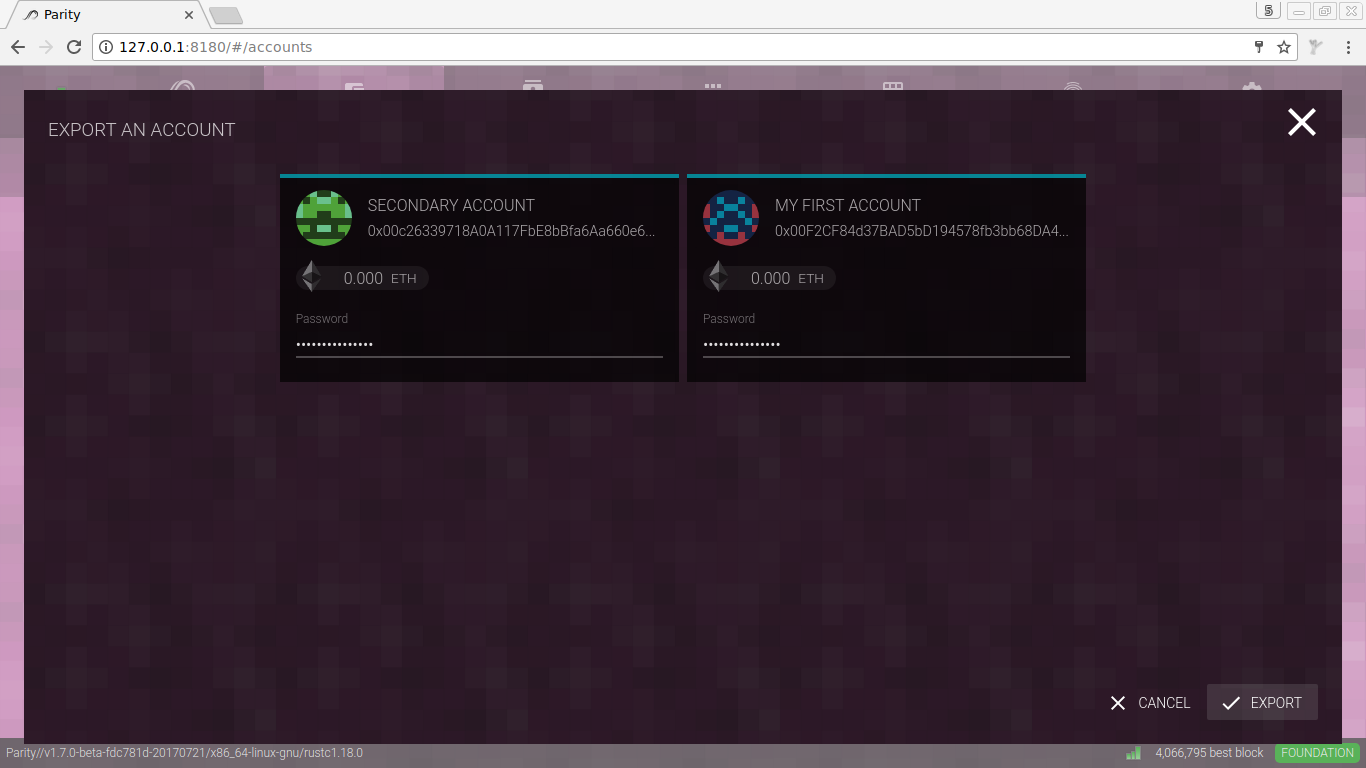 Parity
5
127.0.0.1:8180/#/accounts
EXPORT AN ACCOUNT
SECONDARY ACCOUNT
0x00c26339718A0A117FbE8bBfa6Aa660e6...
0.000 ETH
Password
•••••••••••••••
MY FIRST ACCOUNT
0x00F2CF84d37BAD5bD194578fb3bb68DA4...
0.000 ETH
Password
•••••••••••••••
CANCEL
EXPORT
Parity//v1.7.0-beta-fdc781d-20170721/x86_64-linux-gnu/rustc1.18.0
4,066,795 best block
FOUNDATION